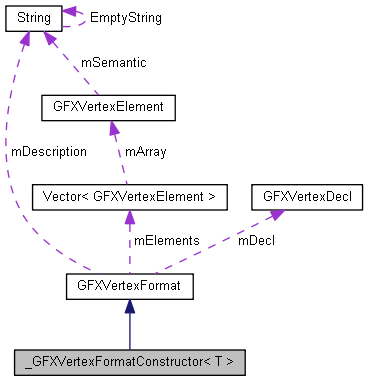 String
EmptyString
mSemantic
GFXVertexElement
mDescription
mArray
Vector< GFXVertexElement >
GFXVertexDecl
mElements
mDecl
GFXVertexFormat
_GFXVertexFormatConstructor< T >